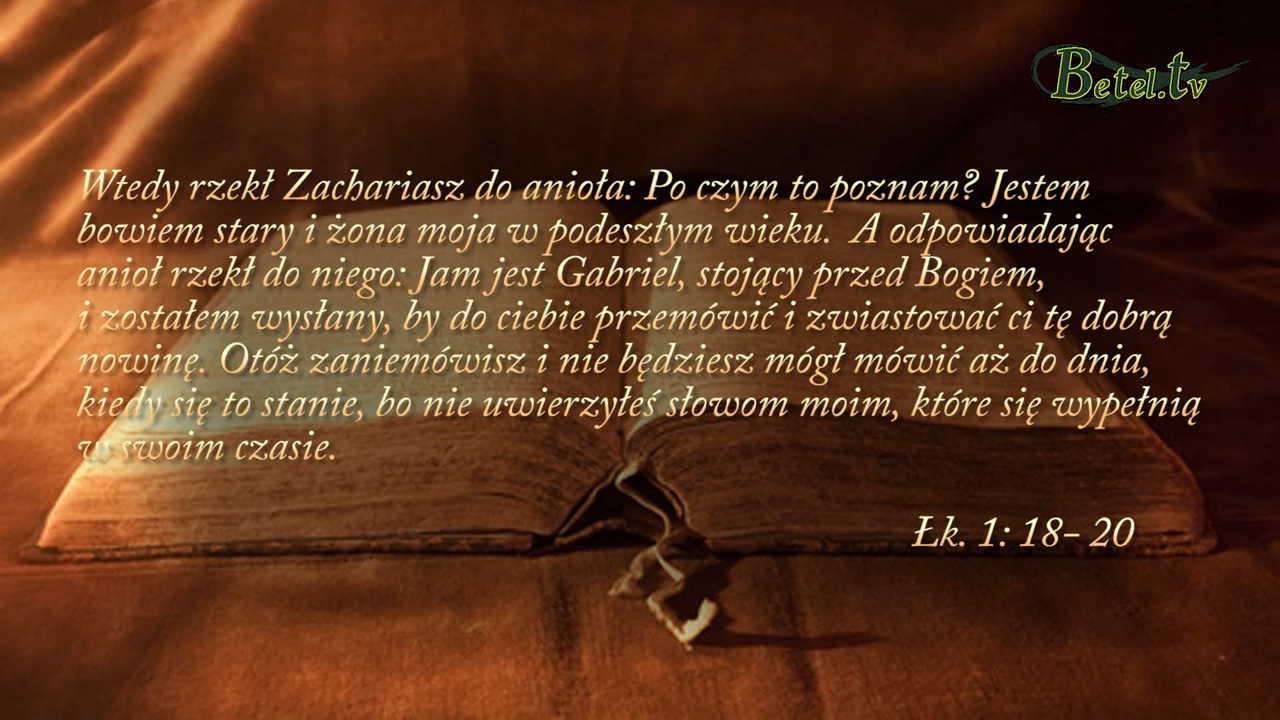 Betel.tv
Wtedy rzekł Zachariasz do anioła: Po czym to poznam? Jestem
bowiem stary i żona moja w podeszłym wieku. A odpowiadając
anioł rzekł do niego: Jam jest Gabriel, stojący przed Bogiem,
i zostałem wysłany, by do ciebie przemówić i zwiastować ci tę dobrą
nowinę. Otóż zaniemówisz i nie będziesz mógł mówić aż do dnia,
kiedy się to stanie, bo nie uwierzyłeś słowom moim, które się wypełnią
w swoim czasie.
Łk. 1: 18- 20